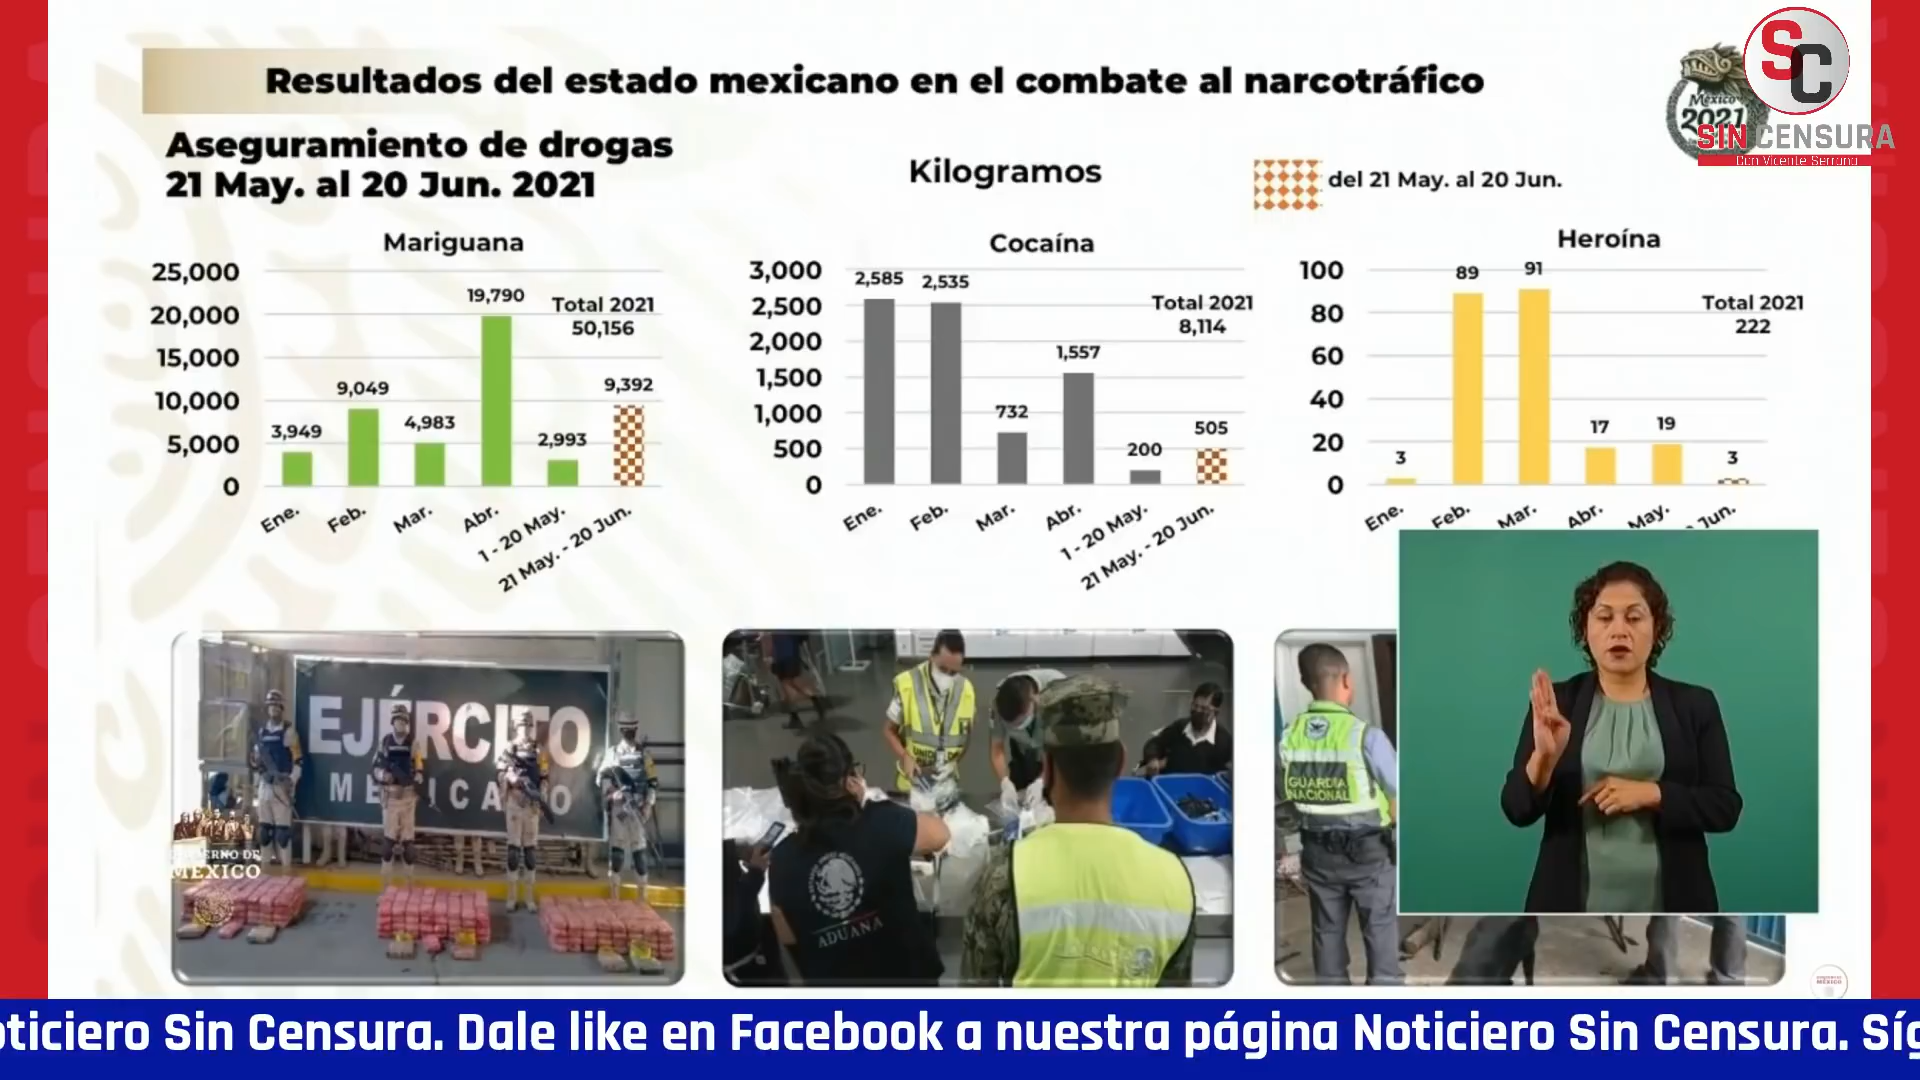 Resultados del estado mexicano en el combate al narcotráfico
México
2021
SC
SIN CENSURA
Con Vicente Serrano
Aseguramiento de drogas
21 May. al 20 Jun. 2021
Kilogramos
del 21 May. al 20 Jun.
Mariguana
25,000
20,000
15,000
10,000
5,000
0
3,949
9,049
4,983
19,790
2,993
9,392
Total 2021
50,156
Ene.
Feb.
Mar.
Abr.
1 - 20 May.
21 May. - 20 Jun.
Cocaína
3,000
2,500
2,000
1,500
1,000
500
0
2,585
2,535
732
1,557
200
505
Total 2021
8,114
Ene.
Feb.
Mar.
Abr.
1 - 20 May.
21 May. - 20 Jun.
Heroína
100
80
60
40
20
0
3
89
91
17
19
3
Total 2021
222
Ene.
Feb.
Mar.
Abr.
May.
Jun.
EJÉRCITO
MEXICANO
GOBIERNO DE
MÉXICO
ADUANA
GUARDIA
NACIONAL
oticiero Sin Censura. Dale like en Facebook a nuestra página Noticiero Sin Censura. Síg